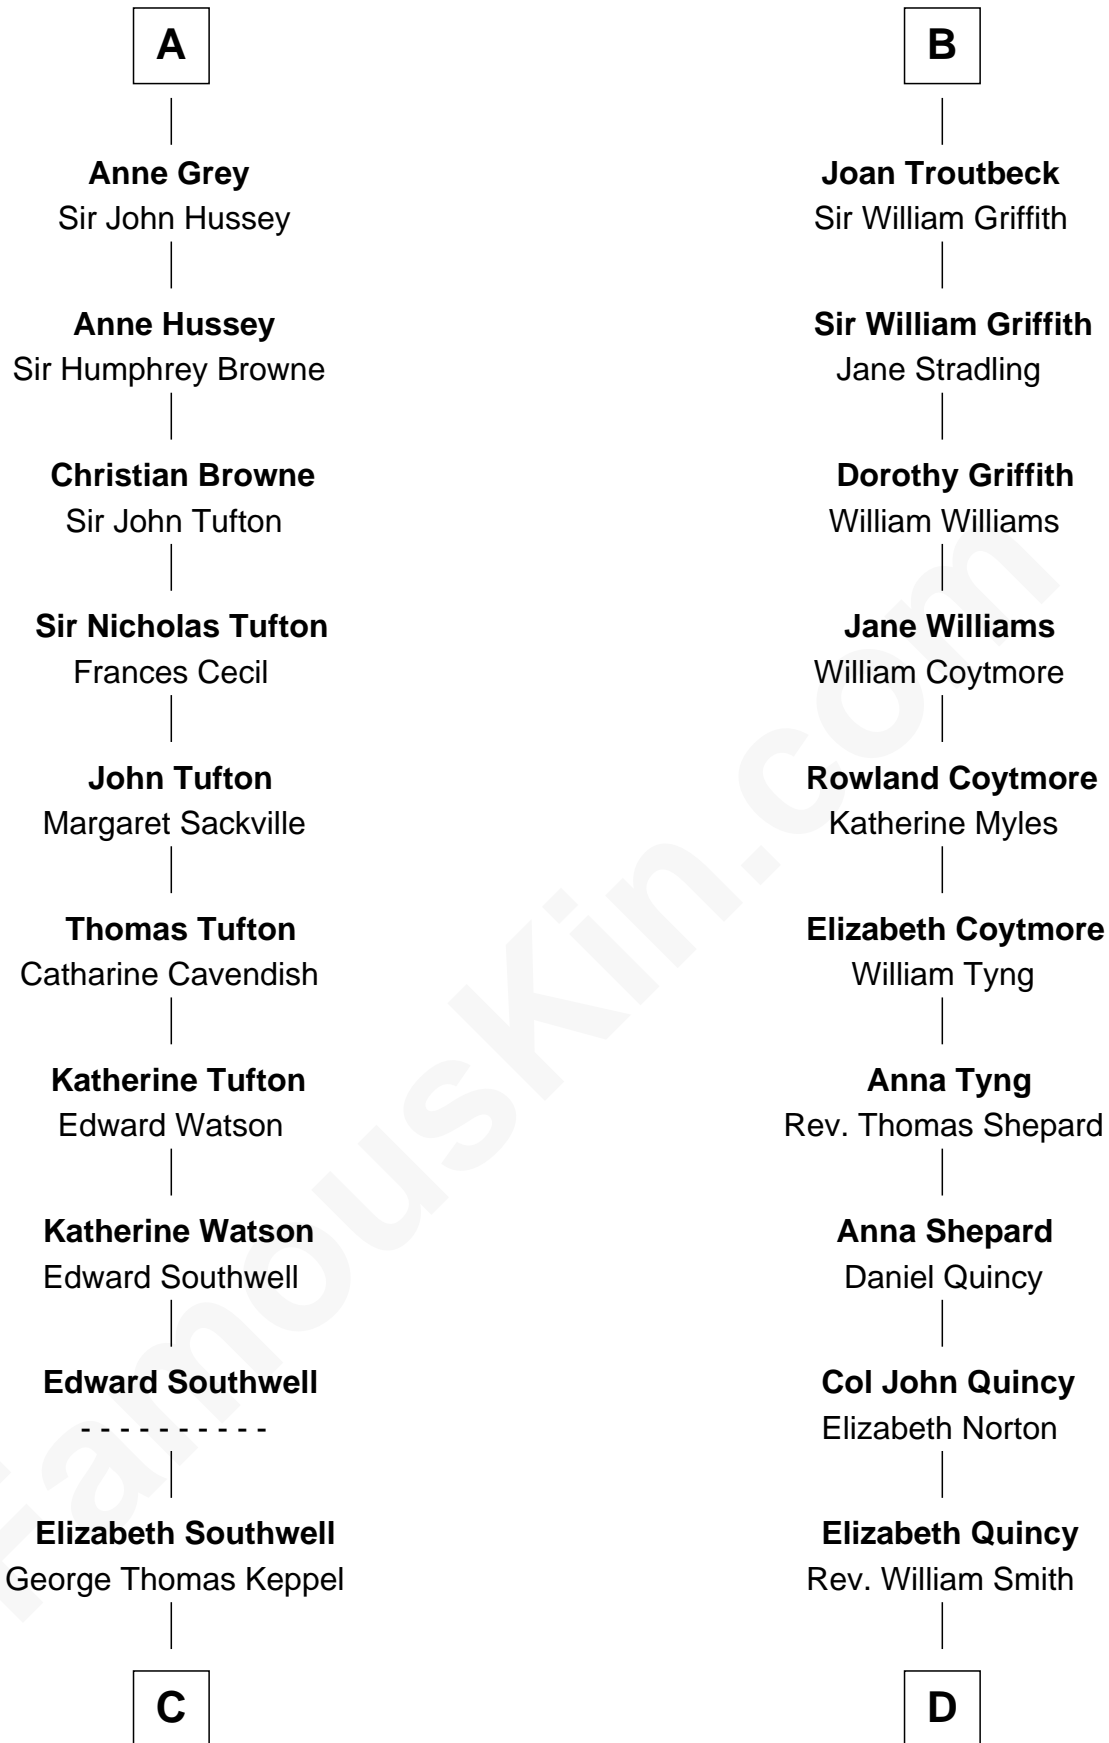 A
Anne Grey
Sir John Hussey
Anne Hussey
Sir Humphrey Browne
Christian Browne
Sir John Tufton
Sir Nicholas Tufton
Frances Cecil
John Tufton
Margaret Sackville
Thomas Tufton
Catharine Cavendish
Katherine Tufton
Edward Watson
Katherine Watson
Edward Southwell
Edward Southwell
- - - - - - - - - -
Elizabeth Southwell
George Thomas Keppel
C
B
Joan Troutbeck
Sir William Griffith
Sir William Griffith
Jane Stradling
Dorothy Griffith
William Williams
Jane Williams
William Coytmore
Rowland Coytmore
Katherine Myles
Elizabeth Coytmore
William Tyng
Anna Tyng
Rev. Thomas Shepard
Anna Shepard
Daniel Quincy
Col John Quincy
Elizabeth Norton
Elizabeth Quincy
Rev. William Smith
D
FamousKin.com